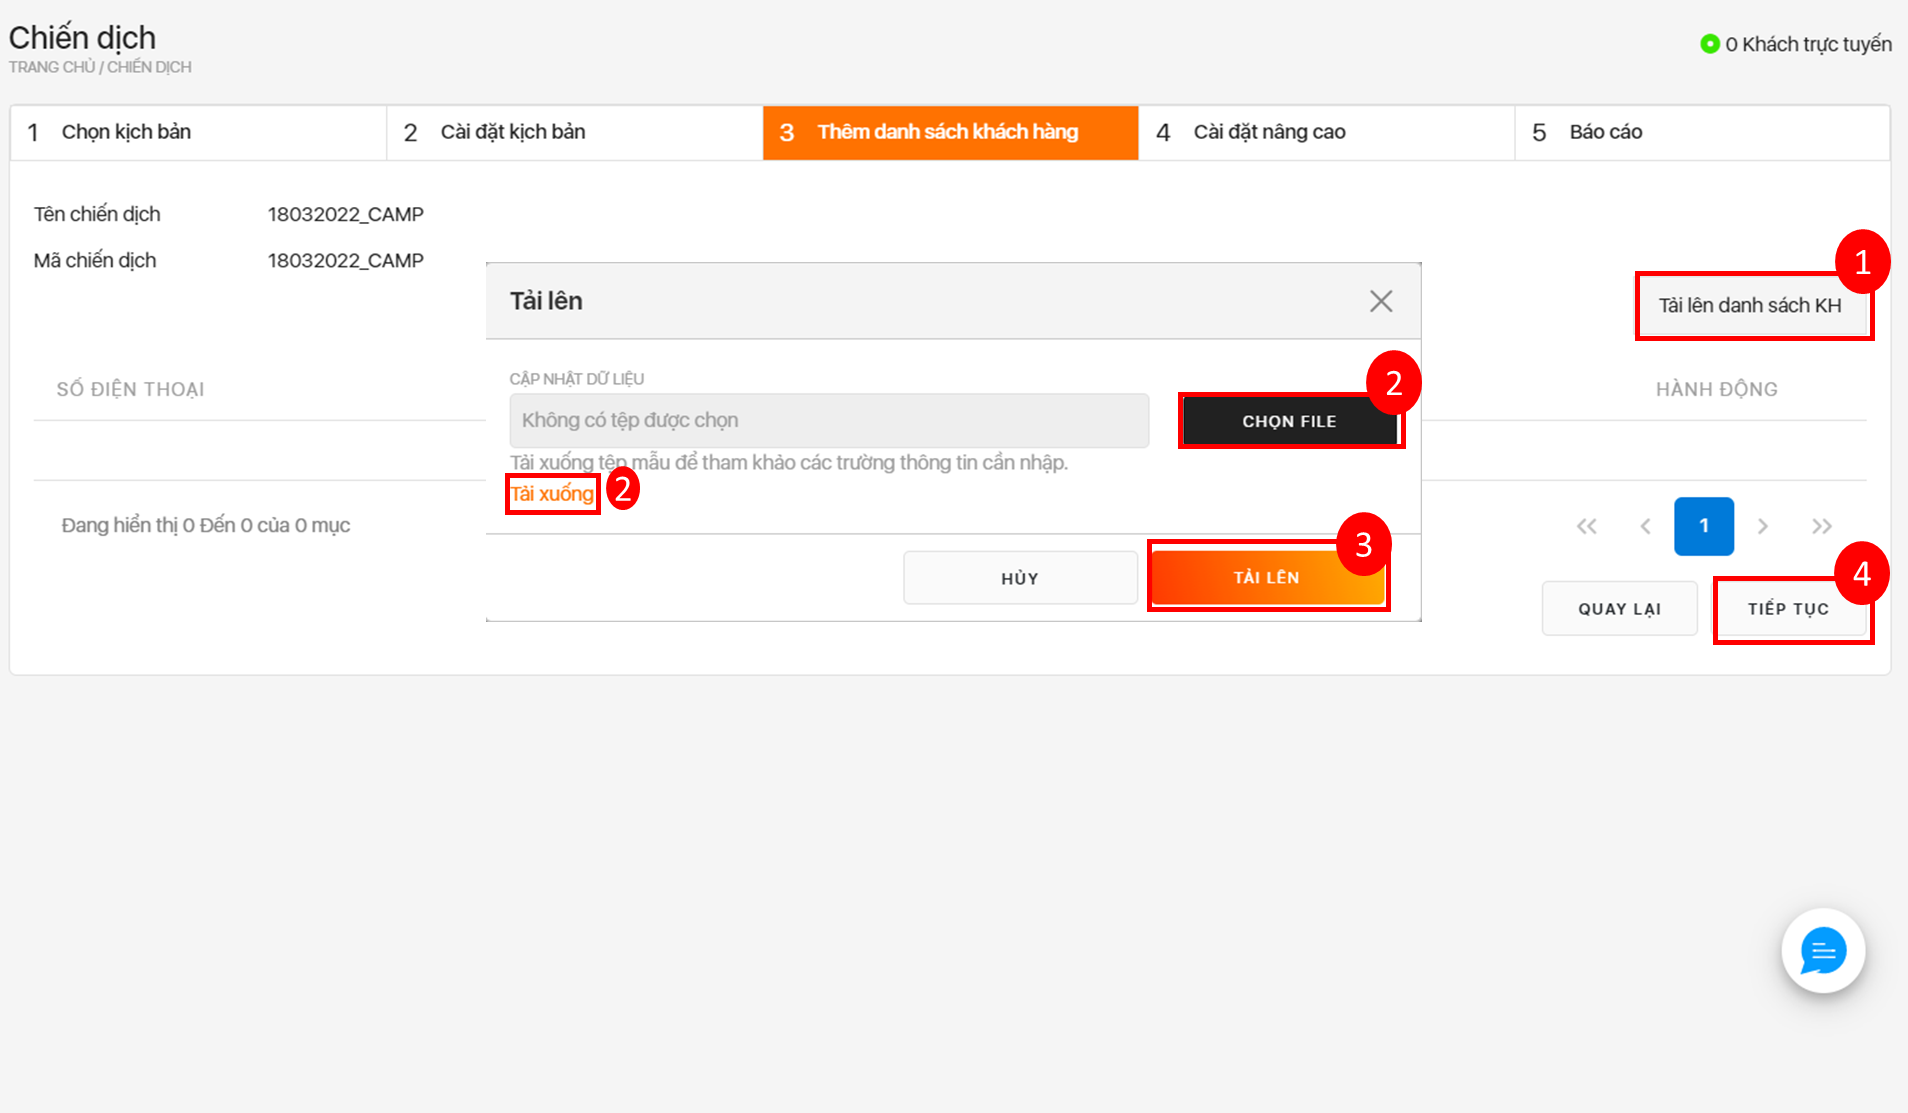 Chiến dịch
TRANG CHỦ / CHIẾN DỊCH
0 Khách trực tuyến
1 Chọn kịch bản
2 Cài đặt kịch bản
3 Thêm danh sách khách hàng
4 Cài đặt nâng cao
5 Báo cáo
Tên chiến dịch 18032022_CAMP
Mã chiến dịch 18032022_CAMP
1
Tải lên danh sách KH
Tải lên
SỐ ĐIỆN THOẠI
HÀNH ĐỘNG
CẬP NHẬT DỮ LIỆU
Không có tệp được chọn
2
CHỌN FILE
Tải xuống tệp mẫu để tham khảo các trường thông tin cần nhập.
Tải xuống 2
Đang hiển thị 0 Đến 0 của 0 mục
1
HỦY
3
TẢI LÊN
4
QUAY LẠI
TIẾP TỤC